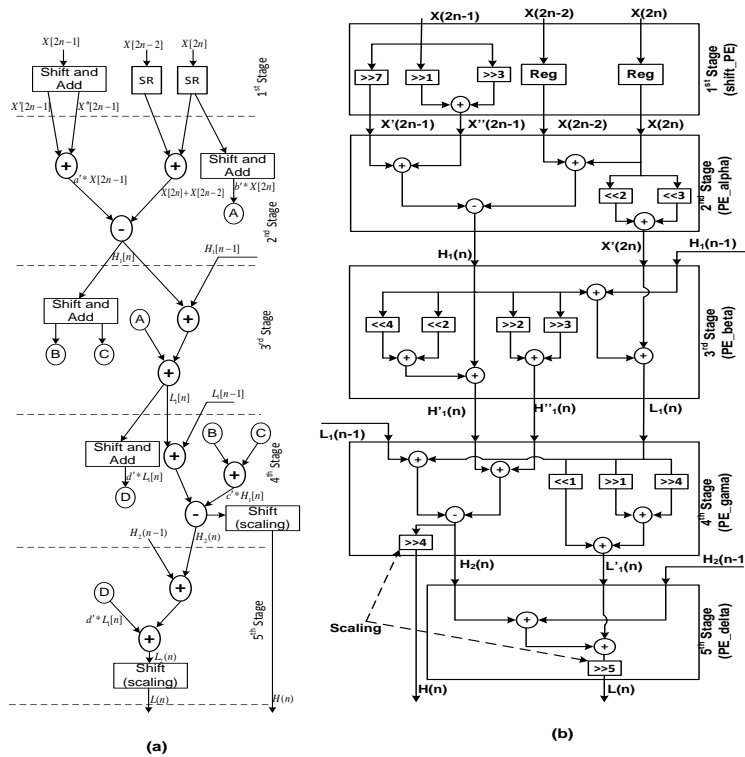 X[2n−1]
X[2n−2]
X[2n]
Shift and
Add
SR
SR
1st Stage
X'[2n−1]
X''[2n−1]
+
+
Shift and
Add
a'* X[2n−1]
X[2n]+X[2n−2]
b'* X[2n]
A
-
2nd Stage
H1[n]
H1[n−1]
Shift and
Add
A
+
B
C
+
3rd Stage
L1[n]
L1[n−1]
Shift and
Add
+
B
C
+
D
d'* L1[n]
c'* H1[n]
4th Stage
-
Shift
(scaling)
H2(n)
H2(n−1)
+
D
d'* L1[n]
+
5th Stage
L2(n)
Shift
(scaling)
L(n)
H(n)
(a)
X(2n-1)
X(2n-2)
X(2n)
>>7
>>1
>>3
Reg
Reg
+
1st Stage
(shift_PE)
X'(2n-1)
X''(2n-1)
X(2n-2)
X(2n)
+
+
<<2
<<3
-
+
2nd Stage
(PE_alpha)
H1(n)
X'(2n)
H1(n-1)
+
<<4
<<2
>>2
>>3
+
+
+
+
3rd Stage
(PE_beta)
H'1(n)
H''1(n)
L1(n)
L1(n-1)
+
+
<<1
>>1
>>4
-
+
>>4
+
4th Stage
(PE_gama)
H2(n)
L'1(n)
H2(n-1
+
+
Scaling
>>5
5th Stage
(PE_delta)
H(n)
L(n)
(b)